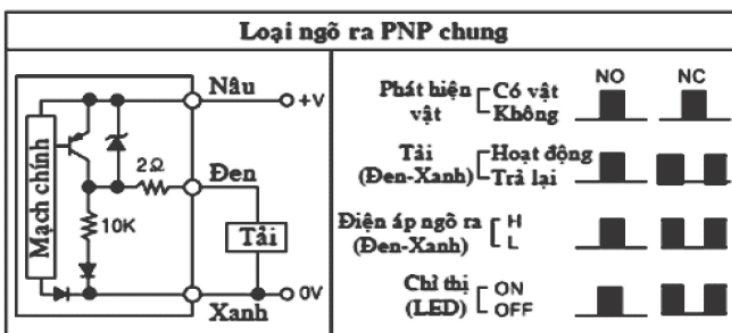 Loại ngõ ra PNP chung
Nâu
+V
Mạch chính
2Ω
Đen
10K
Tải
0V
Xanh
NO NC
Phát hiện vật
Có vật
Không
Tải
(Đen-Xanh)
Hoạt động
Trả lại
Điện áp ngõ ra
(Đen-Xanh)
H
L
Chỉ thị
(LED)
ON
OFF